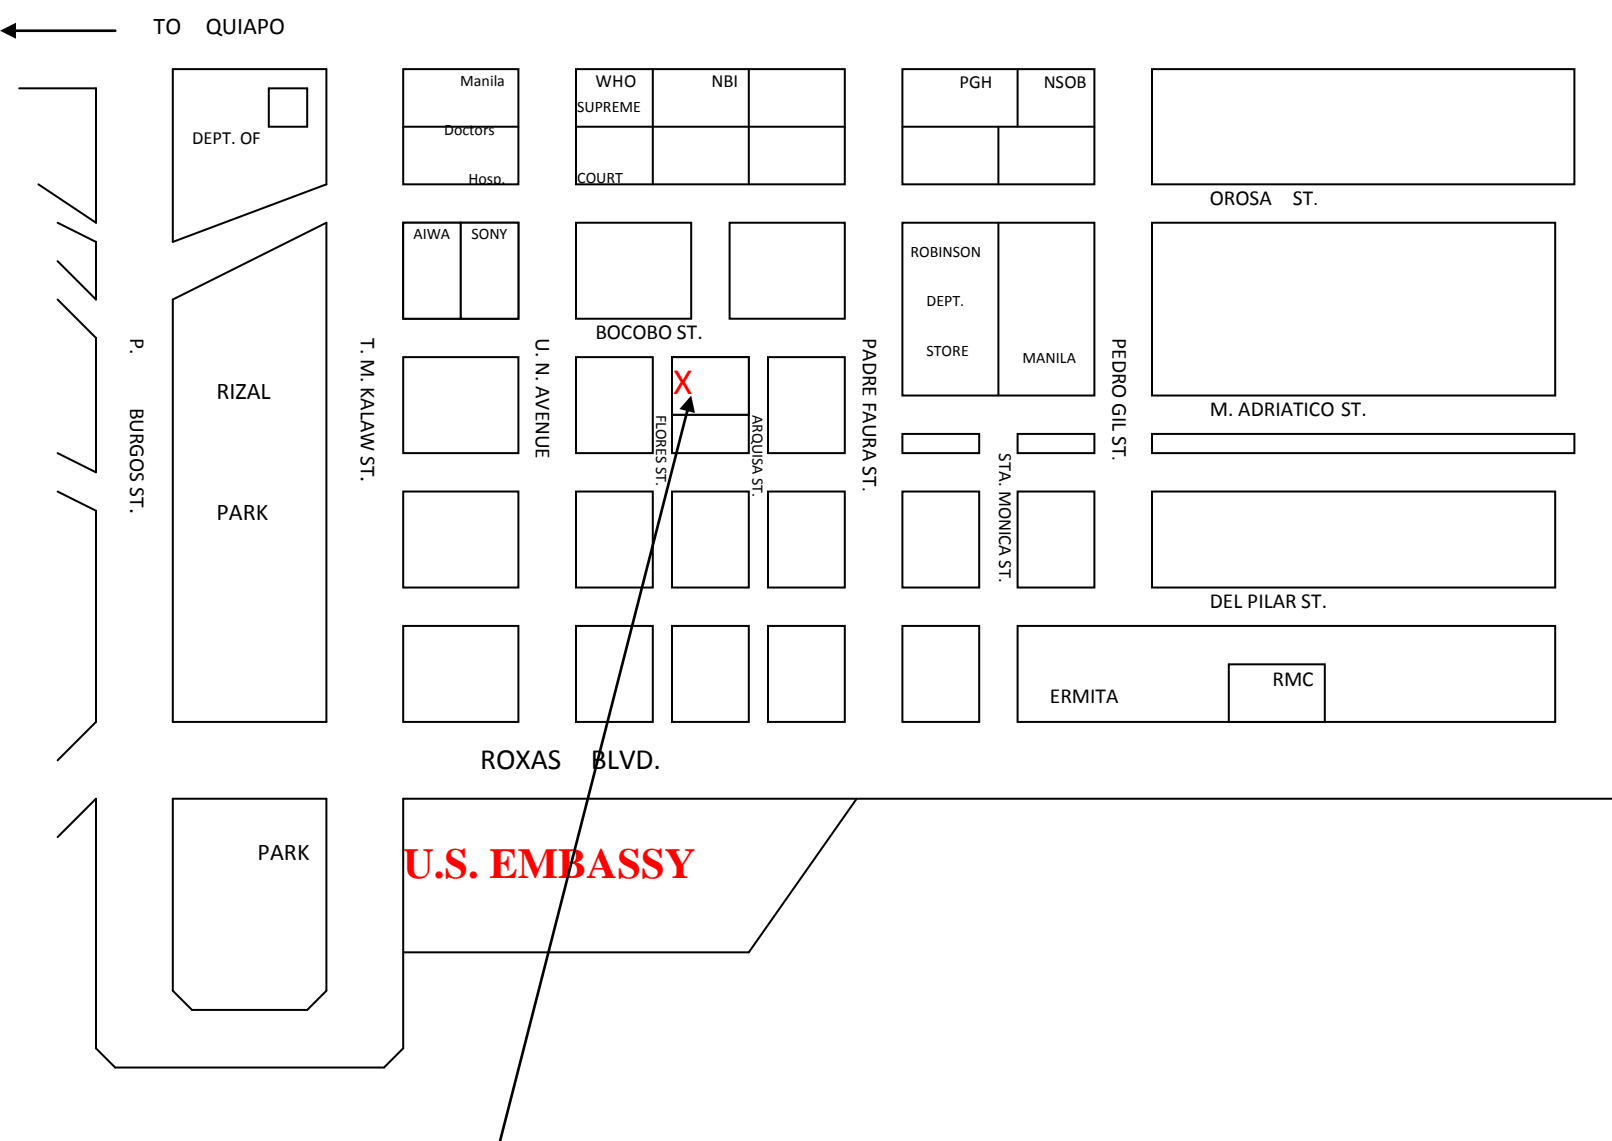 TO QUIAPO
Manila
WHO
NBI
PGH
NSOB
SUPREME
DEPT. OF
Doctors
Hosp.
COURT
OROSA ST.
AIWA
SONY
ROBINSON
DEPT.
STORE
MANILA
BOCOBO ST.
P. BURGOS ST.
RIZAL
PARK
T. M. KALAW ST.
U. N. AVENUE
X
FLORES ST.
ARQUISA ST.
PADRE FAURA ST.
PEDRO GIL ST.
M. ADRIATICO ST.
STA. MONICA ST.
DEL PILAR ST.
ERMITA
RMC
ROXAS BLVD.
PARK
U.S. EMBASSY